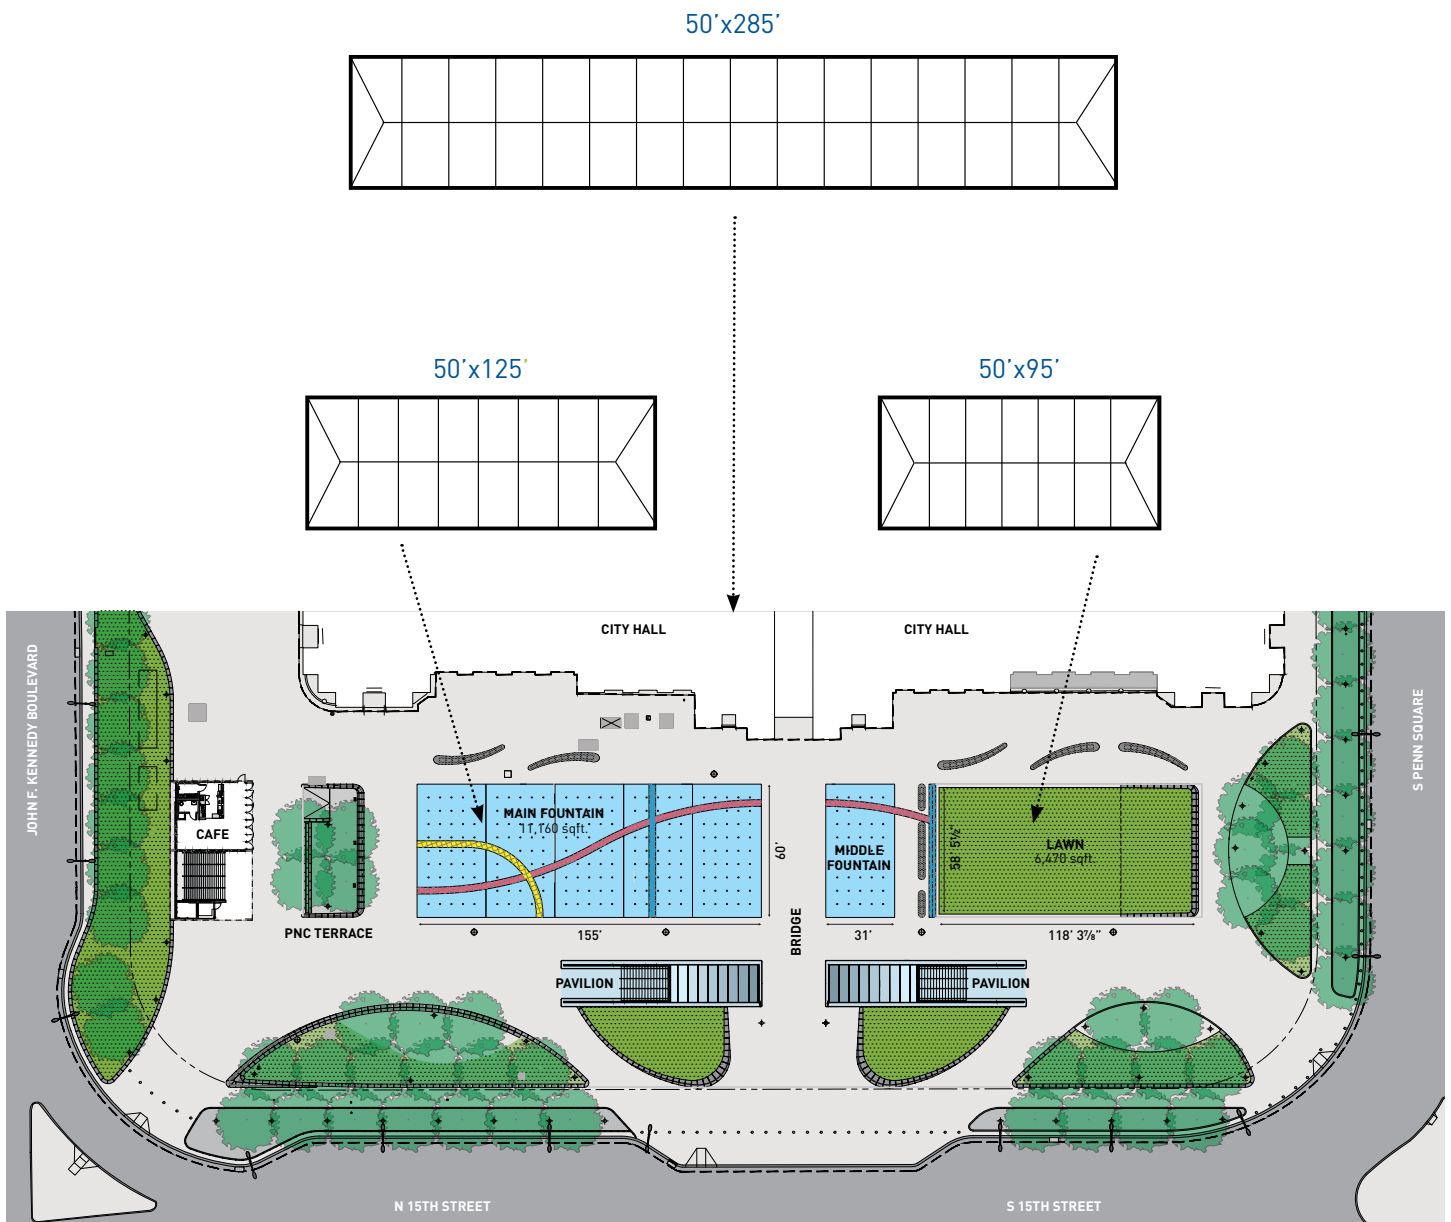 50’x285’
50’x125’
50’x95’
CITY HALL
CITY HALL
JOHN F. KENNEDY BOULEVARD
S PENN SQUARE
MAIN FOUNTAIN
11,160 sqft.
CAFE
MIDDLE
FOUNTAIN
LAWN
6,470 sqft.
58’ 5½”
60’
PNC TERRACE
155’
BRIDGE
31’
118’ 3⅞”
PAVILION
PAVILION
N 15TH STREET
S 15TH STREET